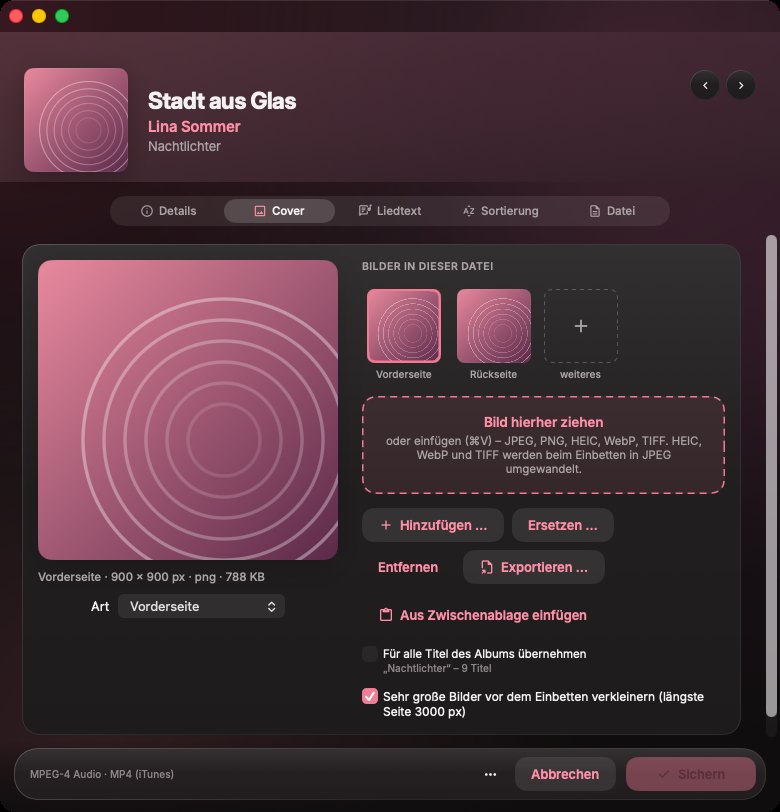 Stadt aus Glas
Lina Sommer
Nachtlichter
Details
Cover
Liedtext
Sortierung
Datei
BILDER IN DIESER DATEI
Vorderseite
Rückseite
weiteres
Bild hierher ziehen
oder einfügen (⌘V) – JPEG, PNG, HEIC, WebP, TIFF. HEIC,
WebP und TIFF werden beim Einbetten in JPEG
umgewandelt.
Hinzufügen …
Ersetzen …
Entfernen
Exportieren …
Aus Zwischenablage einfügen
Vorderseite · 900 × 900 px · png · 788 KB
Art
Vorderseite
Für alle Titel des Albums übernehmen
„Nachtlichter“ – 9 Titel
Sehr große Bilder vor dem Einbetten verkleinern (längste
Seite 3000 px)
MPEG-4 Audio · MP4 (iTunes)
Abbrechen
Sichern